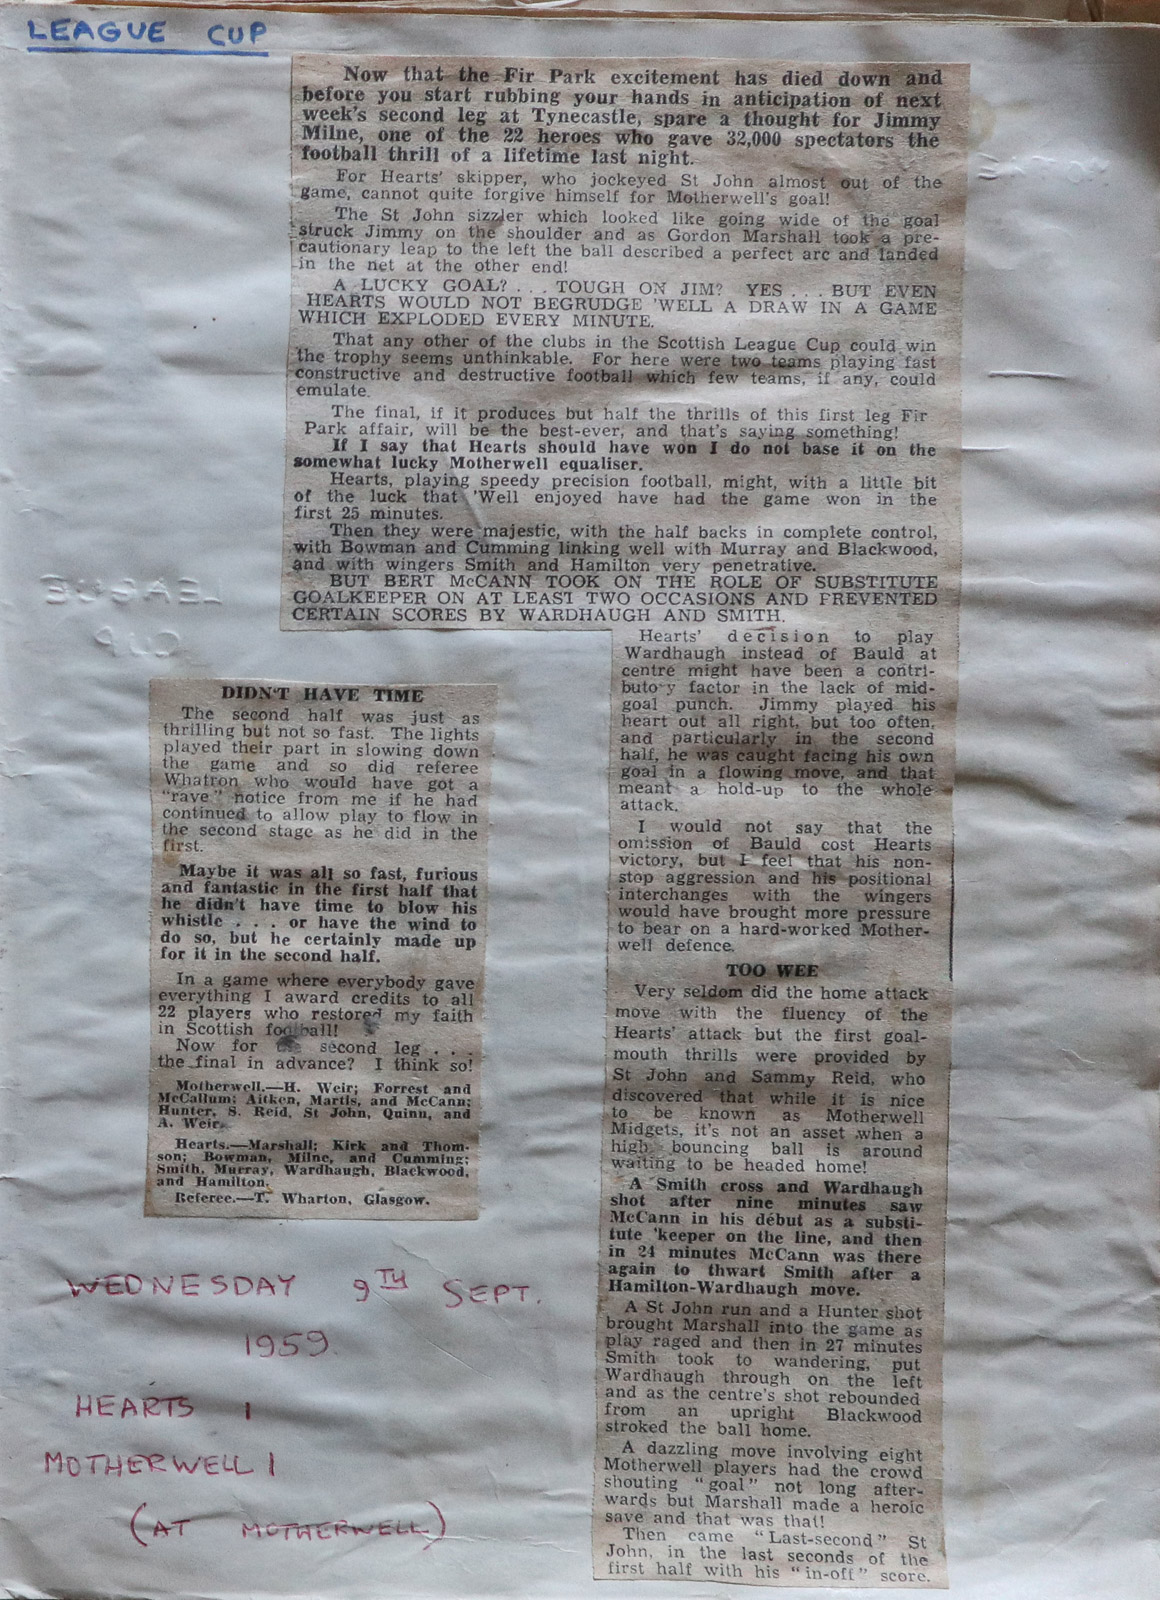 LEAGUE CUP
Now that the Fir Park excitement has died down and
before you start rubbing your hands in anticipation of next
week's second leg at Tynecastle, spare a thought for Jimmy
Milne, one of the 22 heroes who gave 32,000 spectators the
football thrill of a lifetime last night.
For Hearts' skipper, who jockeyed St John almost out of the
game, cannot quite forgive himself for Motherwell's goal!
The St John sizzler which looked like going wide of the goal
struck Jimmy on the shoulder and as Gordon Marshall took a pre-
cautionary leap to the left the ball described a perfect arc and landed
in the net at the other end!
A LUCKY GOAL? . . . TOUGH ON JIM? YES . . . BUT EVEN
HEARTS WOULD NOT BEGRUDGE 'WELL A DRAW IN A GAME
WHICH EXPLODED EVERY MINUTE.
That any other of the clubs in the Scottish League Cup could win
the trophy seems unthinkable. For here were two teams playing fast
constructive and destructive football which few teams, if any, could
emulate.
The final, if it produces but half the thrills of this first leg Fir
Park affair, will be the best-ever, and that's saying something!
If I say that Hearts should have won I do not base it on the
somewhat lucky Motherwell equaliser.
Hearts, playing speedy precision football, might, with a little bit
of the luck that 'Well enjoyed have had the game won in the
first 25 minutes.
Then they were majestic, with the half backs in complete control,
with Bowman and Cumming linking well with Murray and Blackwood,
and with wingers Smith and Hamilton very penetrative.
BUT BERT McCANN TOOK ON THE ROLE OF SUBSTITUTE
GOALKEEPER ON AT LEAST TWO OCCASIONS AND PREVENTED
CERTAIN SCORES BY WARDHAUGH AND SMITH.
Hearts' decision to play
Wardhaugh instead of Bauld at
centre might have been a contri-
butory factor in the lack of mid-
goal punch. Jimmy played his
heart out all right, but too often,
and particularly in the second
half, he was caught facing his own
goal in a flowing move, and that
meant a hold-up to the whole
attack.
I would not say that the
omission of Bauld cost Hearts
victory, but I feel that his non-
stop aggression and his positional
interchanges with the wingers
would have brought more pressure
to bear on a hard-worked Mother-
well defence.
TOO WEE
Very seldom did the home attack
move with the fluency of the
Hearts' attack but the first goal-
mouth thrills were provided by
St John and Sammy Reid, who
discovered that while it is nice
to be known as Motherwell
Midgets, it's not an asset when a
high bouncing ball is around
waiting to be headed home!
A Smith cross and Wardhaugh
shot after nine minutes saw
McCann in his début as a substi-
tute 'keeper on the line, and then
in 24 minutes McCann was there
again to thwart Smith after a
Hamilton-Wardhaugh move.
A St John run and a Hunter shot
brought Marshall into the game as
play raged and then in 27 minutes
Smith took to wandering, put
Wardhaugh through on the left
and as the centre's shot rebounded
from an upright Blackwood
stroked the ball home.
A dazzling move involving eight
Motherwell players had the crowd
shouting "goal" not long after-
wards but Marshall made a heroic
save and that was that!
Then came "Last-second" St
John, in the last seconds of the
first half with his "in-off" score.
DIDN'T HAVE TIME
The second half was just as
thrilling but not so fast. The lights
played their part in slowing down
the game and so did referee
Whatron who would have got a
"rave" notice from me if he had
continued to allow play to flow in
the second stage as he did in the
first.
Maybe it was all so fast, furious
and fantastic in the first half that
he didn't have time to blow his
whistle . . . or have the wind to
do so, but he certainly made up
for it in the second half.
In a game where everybody gave
everything I award credits to all
22 players who restored my faith
in Scottish football!
Now for the second leg . . .
the final in advance? I think so!
Motherwell.—H. Weir; Forrest and
McCallum; Aitken, Martis, and McCann;
Hunter, S. Reid, St John, Quinn, and
A. Weir.
Hearts.—Marshall; Kirk and Thom-
son; Bowman, Milne, and Cumming;
Smith, Murray, Wardhaugh, Blackwood,
and Hamilton.
Referee.—T. Wharton, Glasgow.
WEDNESDAY 9TH SEPT.
1959.
HEARTS 1
MOTHERWELL 1
(AT MOTHERWELL)